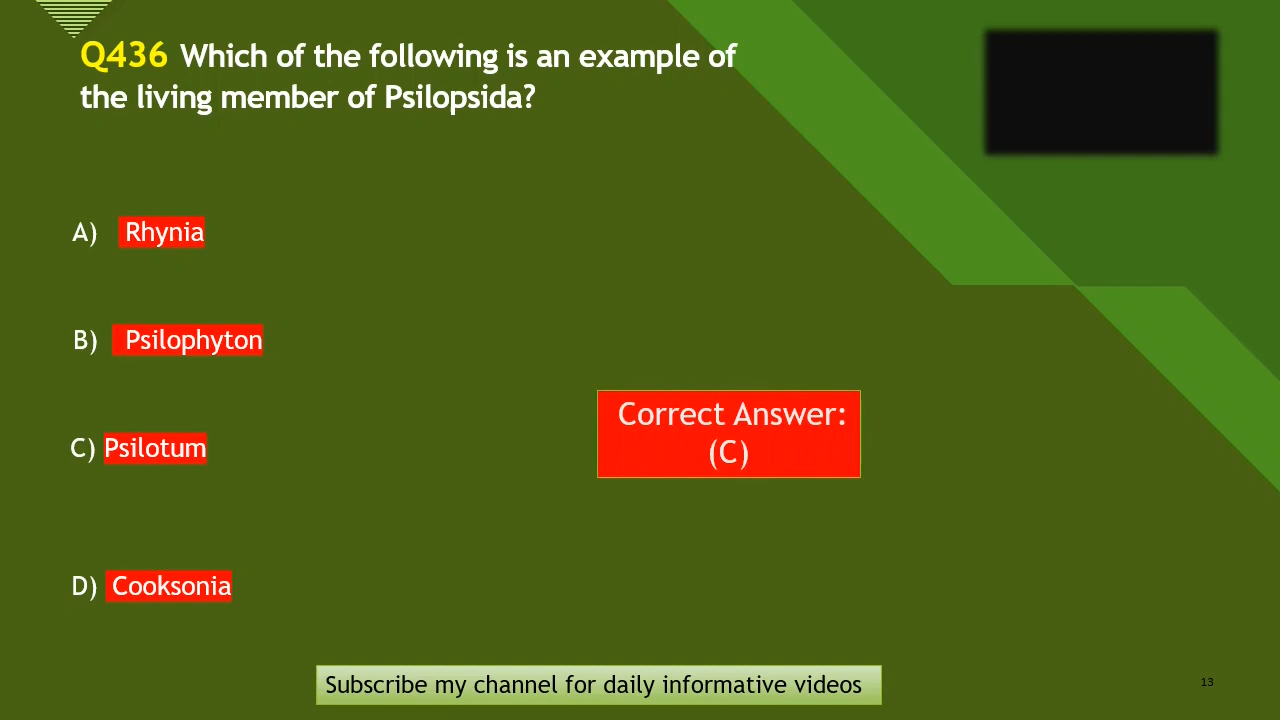 Q436 Which of the following is an example of
the living member of Psilopsida?
A) Rhynia
B) Psilophyton
C) Psilotum
Correct Answer:
(C)
D) Cooksonia
Subscribe my channel for daily informative videos
13